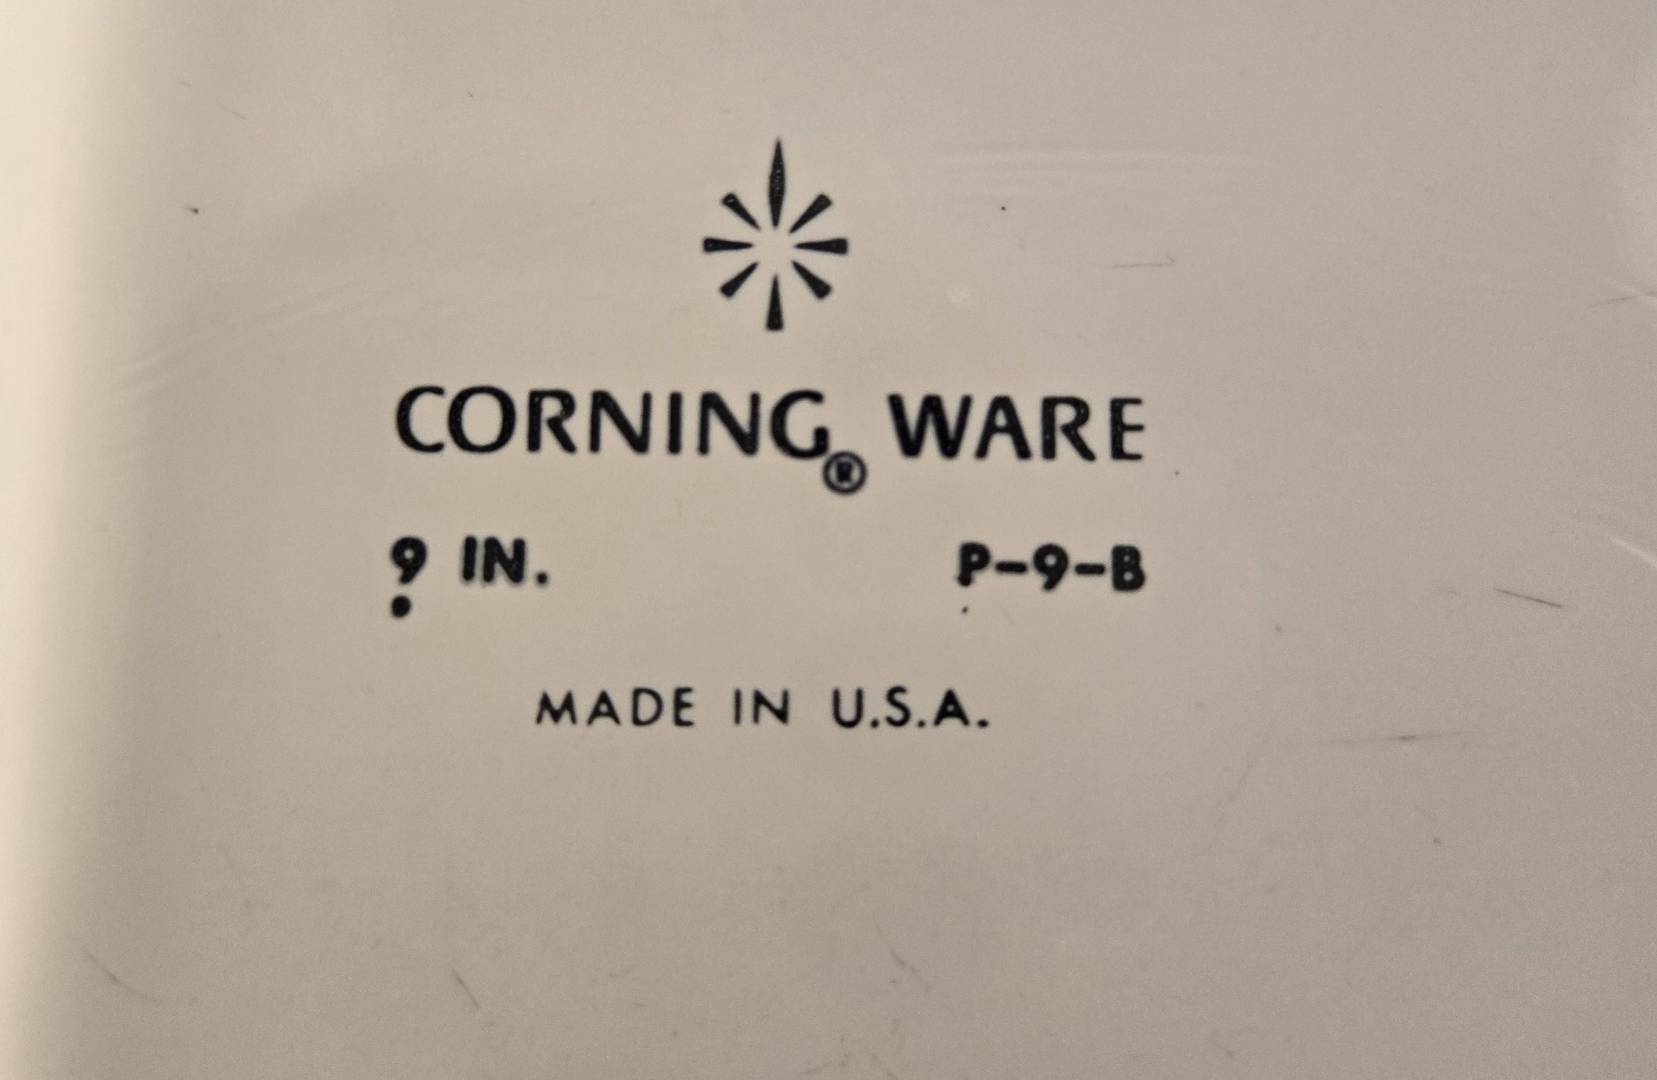 CORNING® WARE
9 IN. P-9-B
MADE IN U.S.A.